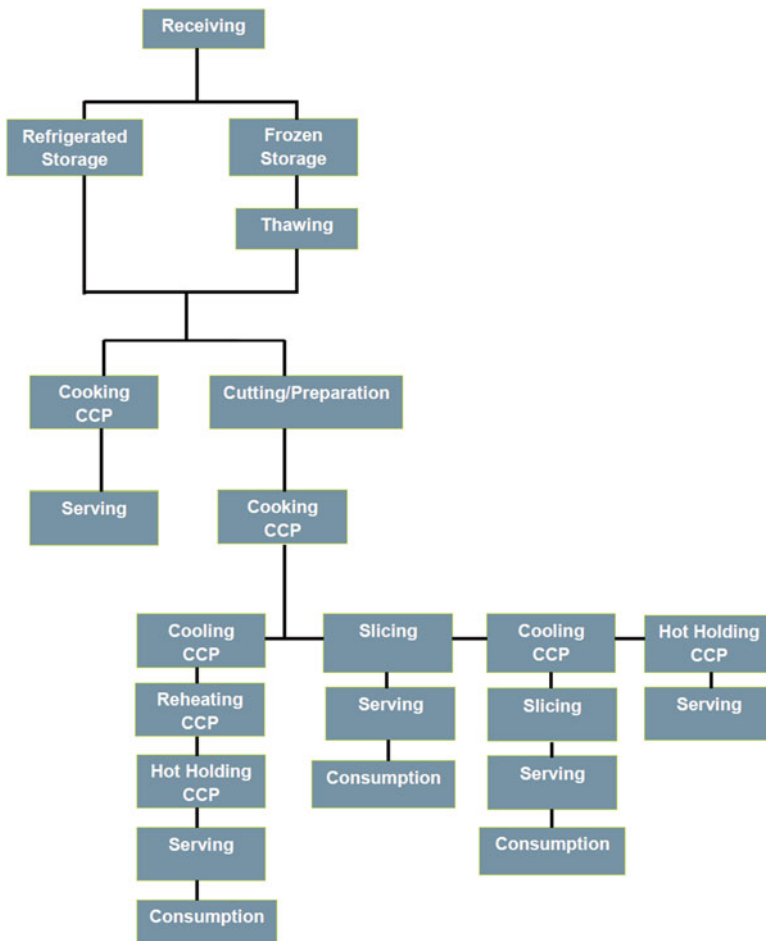 Receiving
Refrigerated
Storage
Frozen
Storage
Thawing
Cooking
CCP
Cutting/Preparation
Serving
Cooking
CCP
Cooling
CCP
Slicing
Cooling
CCP
Hot Holding
CCP
Reheating
CCP
Serving
Slicing
Serving
Hot Holding
CCP
Consumption
Serving
Serving
Consumption
Consumption